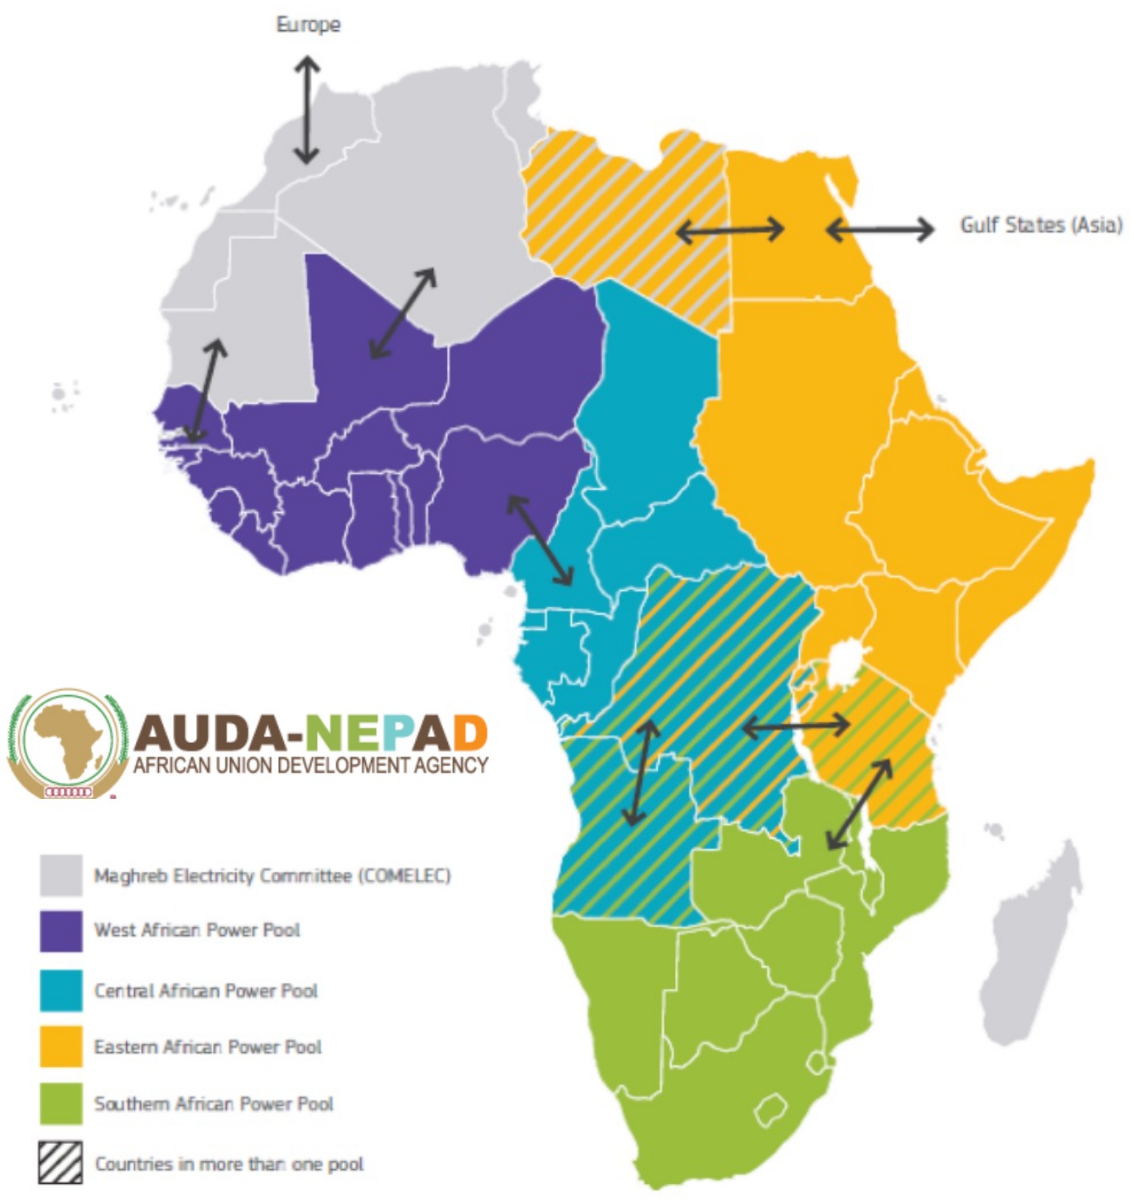 Europe
Gulf States (Asia)
AUDA-NEPAD
AFRICAN UNION DEVELOPMENT AGENCY
Maghreb Electricity Committee (COMELEC)
West African Power Pool
Central African Power Pool
Eastern African Power Pool
Southern African Power Pool
Countries in more than one pool